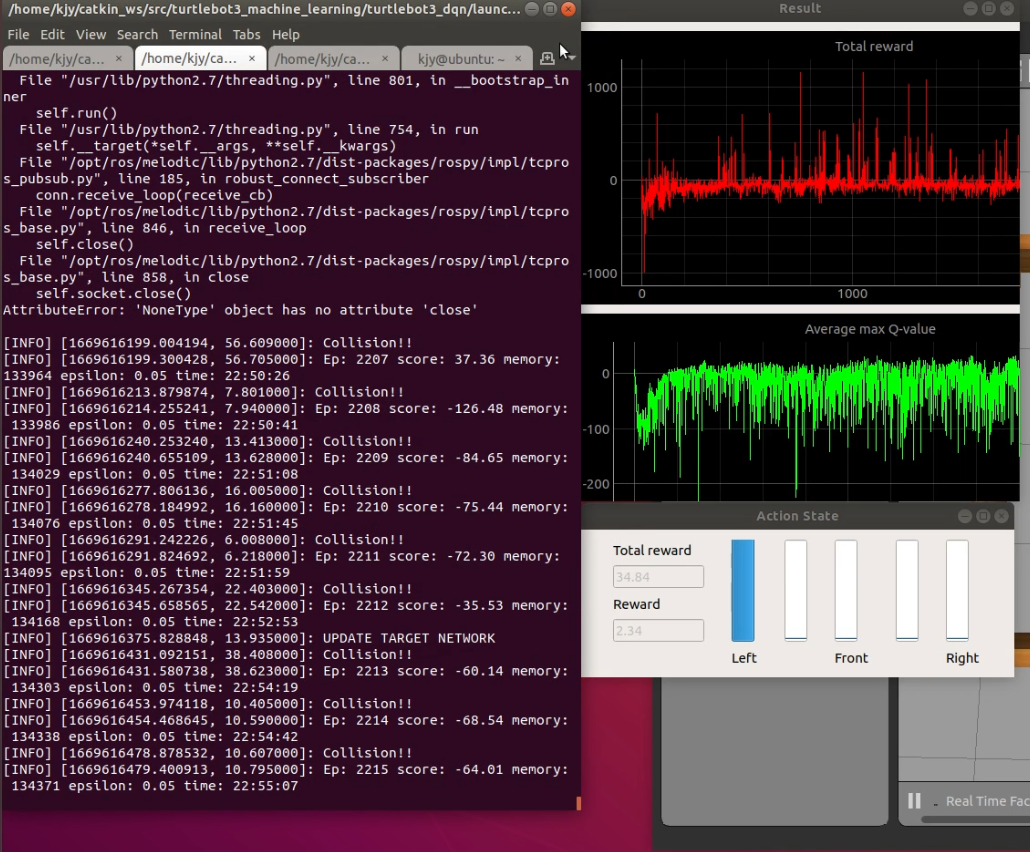 /home/kjy/catkin_ws/src/turtlebot3_machine_learning/turtlebot3_dqn/launc...
File Edit View Search Terminal Tabs Help
/home/kjy/ca... × /home/kjy/ca... × /home/kjy/ca... × kjy@ubuntu: ~ ×
File "/usr/lib/python2.7/threading.py", line 801, in __bootstrap_in
ner
self.run()
File "/usr/lib/python2.7/threading.py", line 754, in run
self.__target(*self.__args, **self.__kwargs)
File "/opt/ros/melodic/lib/python2.7/dist-packages/rospy/impl/tcpro
s_pubsub.py", line 185, in robust_connect_subscriber
conn.receive_loop(receive_cb)
File "/opt/ros/melodic/lib/python2.7/dist-packages/rospy/impl/tcpro
s_base.py", line 846, in receive_loop
self.close()
File "/opt/ros/melodic/lib/python2.7/dist-packages/rospy/impl/tcpro
s_base.py", line 858, in close
self.socket.close()
AttributeError: 'NoneType' object has no attribute 'close'
[INFO] [1669616199.004194, 56.609000]: Collision!!
[INFO] [1669616199.300428, 56.705000]: Ep: 2207 score: 37.36 memory:
133964 epsilon: 0.05 time: 22:50:26
[INFO] [1669616213.879874, 7.801000]: Collision!!
[INFO] [1669616214.255241, 7.940000]: Ep: 2208 score: -126.48 memory:
133986 epsilon: 0.05 time: 22:50:41
[INFO] [1669616240.253240, 13.413000]: Collision!!
[INFO] [1669616240.655109, 13.628000]: Ep: 2209 score: -84.65 memory:
134029 epsilon: 0.05 time: 22:51:08
[INFO] [1669616277.806136, 16.005000]: Collision!!
[INFO] [1669616278.184992, 16.160000]: Ep: 2210 score: -75.44 memory:
134076 epsilon: 0.05 time: 22:51:45
[INFO] [1669616291.242226, 6.008000]: Collision!!
[INFO] [1669616291.824692, 6.218000]: Ep: 2211 score: -72.30 memory:
134095 epsilon: 0.05 time: 22:51:59
[INFO] [1669616345.267354, 22.403000]: Collision!!
[INFO] [1669616345.658565, 22.542000]: Ep: 2212 score: -35.53 memory:
134168 epsilon: 0.05 time: 22:52:53
[INFO] [1669616375.828848, 13.935000]: UPDATE TARGET NETWORK
[INFO] [1669616431.092151, 38.408000]: Collision!!
[INFO] [1669616431.580738, 38.623000]: Ep: 2213 score: -60.14 memory:
134303 epsilon: 0.05 time: 22:54:19
[INFO] [1669616453.974118, 10.405000]: Collision!!
[INFO] [1669616454.468645, 10.590000]: Ep: 2214 score: -68.54 memory:
134338 epsilon: 0.05 time: 22:54:42
[INFO] [1669616478.878532, 10.607000]: Collision!!
[INFO] [1669616479.400913, 10.795000]: Ep: 2215 score: -64.01 memory:
134371 epsilon: 0.05 time: 22:55:07
Result
Total reward
1000
0
-1000
0 1000
Average max Q-value
0
-100
-200
Action State
Total reward
34.84
Reward
2.34
Left Front Right
Real Time Fac